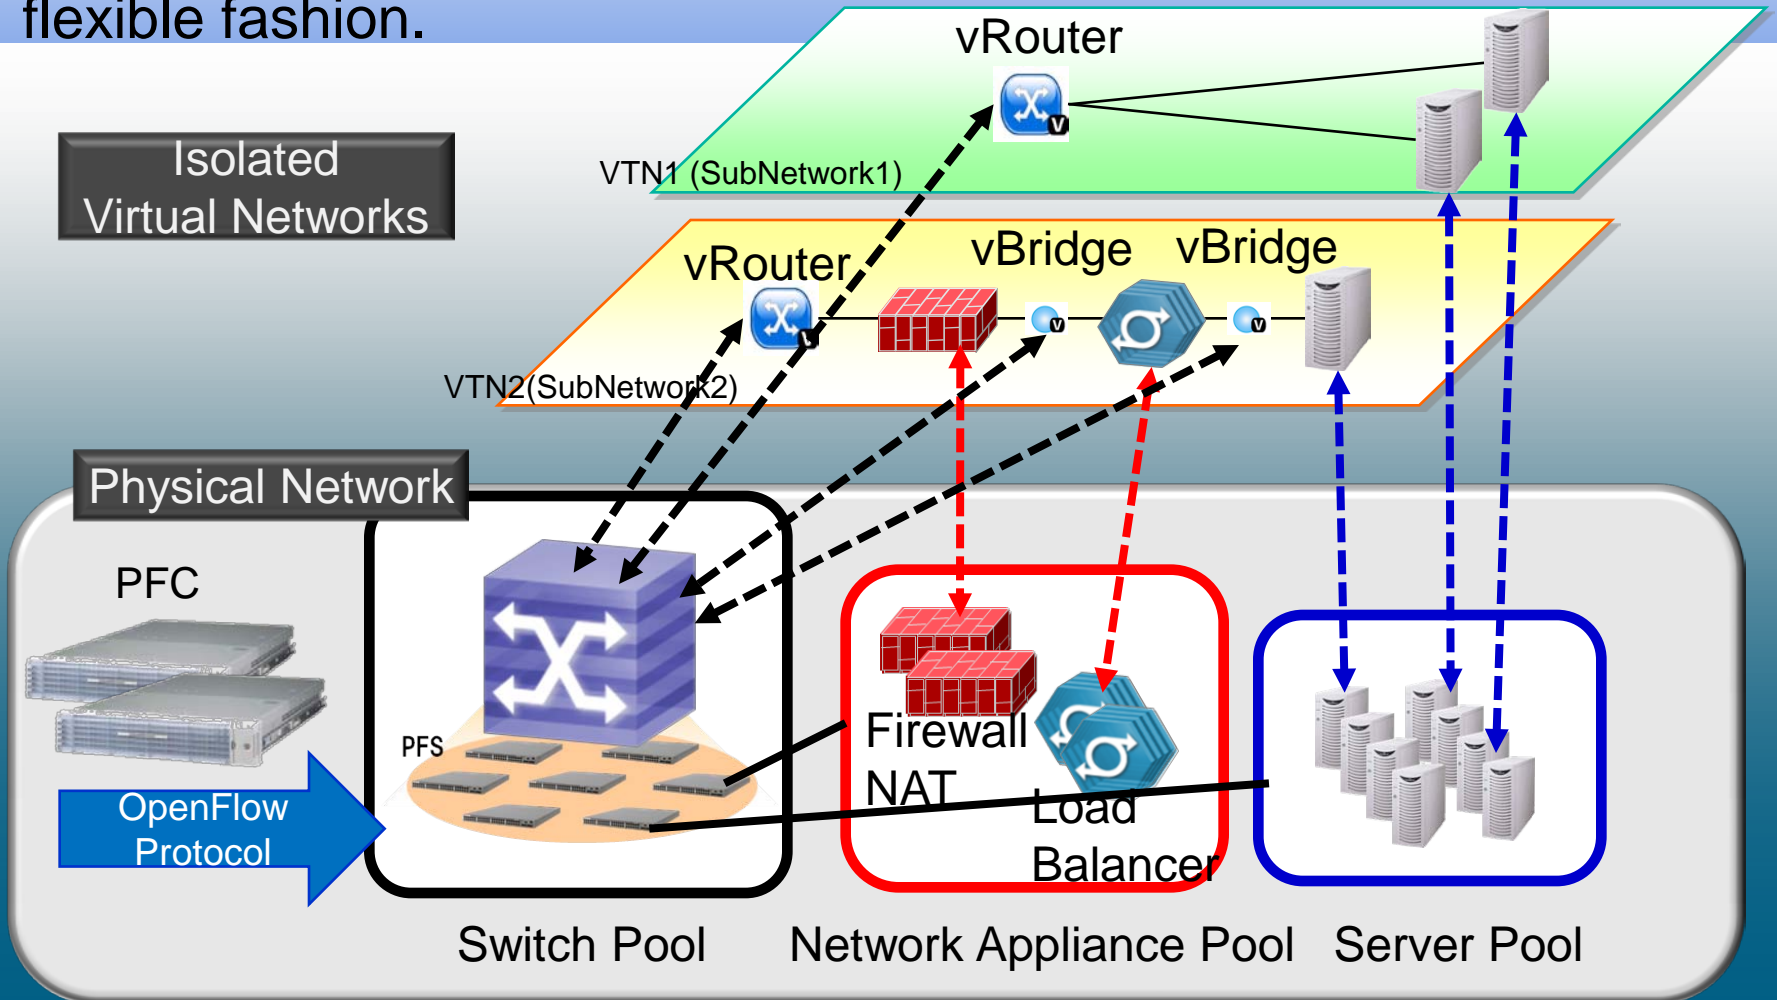 flexible fashion.
vRouter
Isolated
Virtual Networks
VTN1 (SubNetwork1)
vRouter
vBridge
vBridge
VTN2(SubNetwork2)
Physical Network
PFC
PFS
OpenFlow
Protocol
Firewall
NAT
Load
Balancer
Switch Pool
Network Appliance Pool
Server Pool
V
V
V